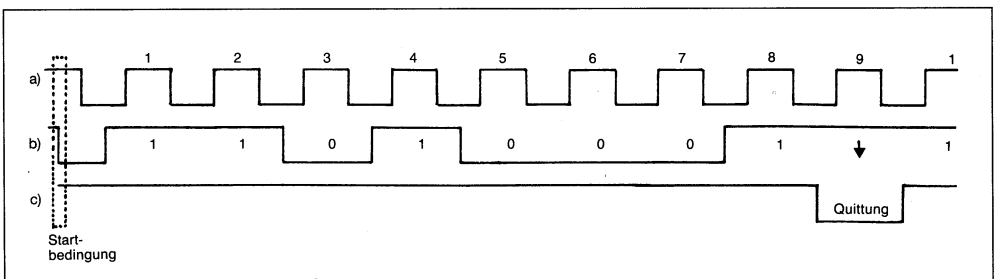 1 2 3 4 5 6 7 8 9 1
a)
b) 1 1 0 1 0 0 0 1 1
c)
Quittung
Start-
bedingung